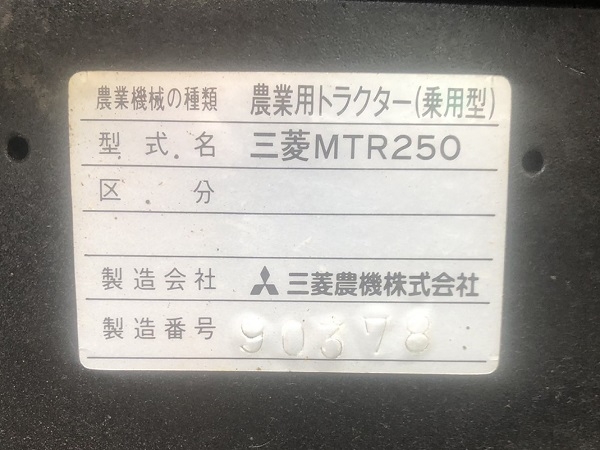 農業機械の種類 農業用トラクター(乗用型)
型式名 三菱MTR250
区分
製造会社 三菱農機株式会社
製造番号 90378